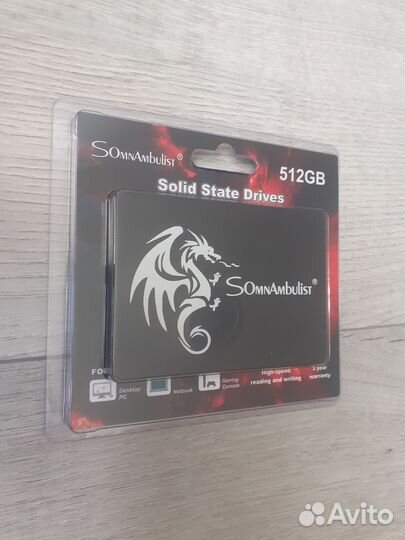 SOmnAmbulist®
512GB
Solid State Drives
SOmnAmbulist®
FO
Desktop PC
Netbook
Gaming Console
High-speed reading and writing
3 year warranty
Avito